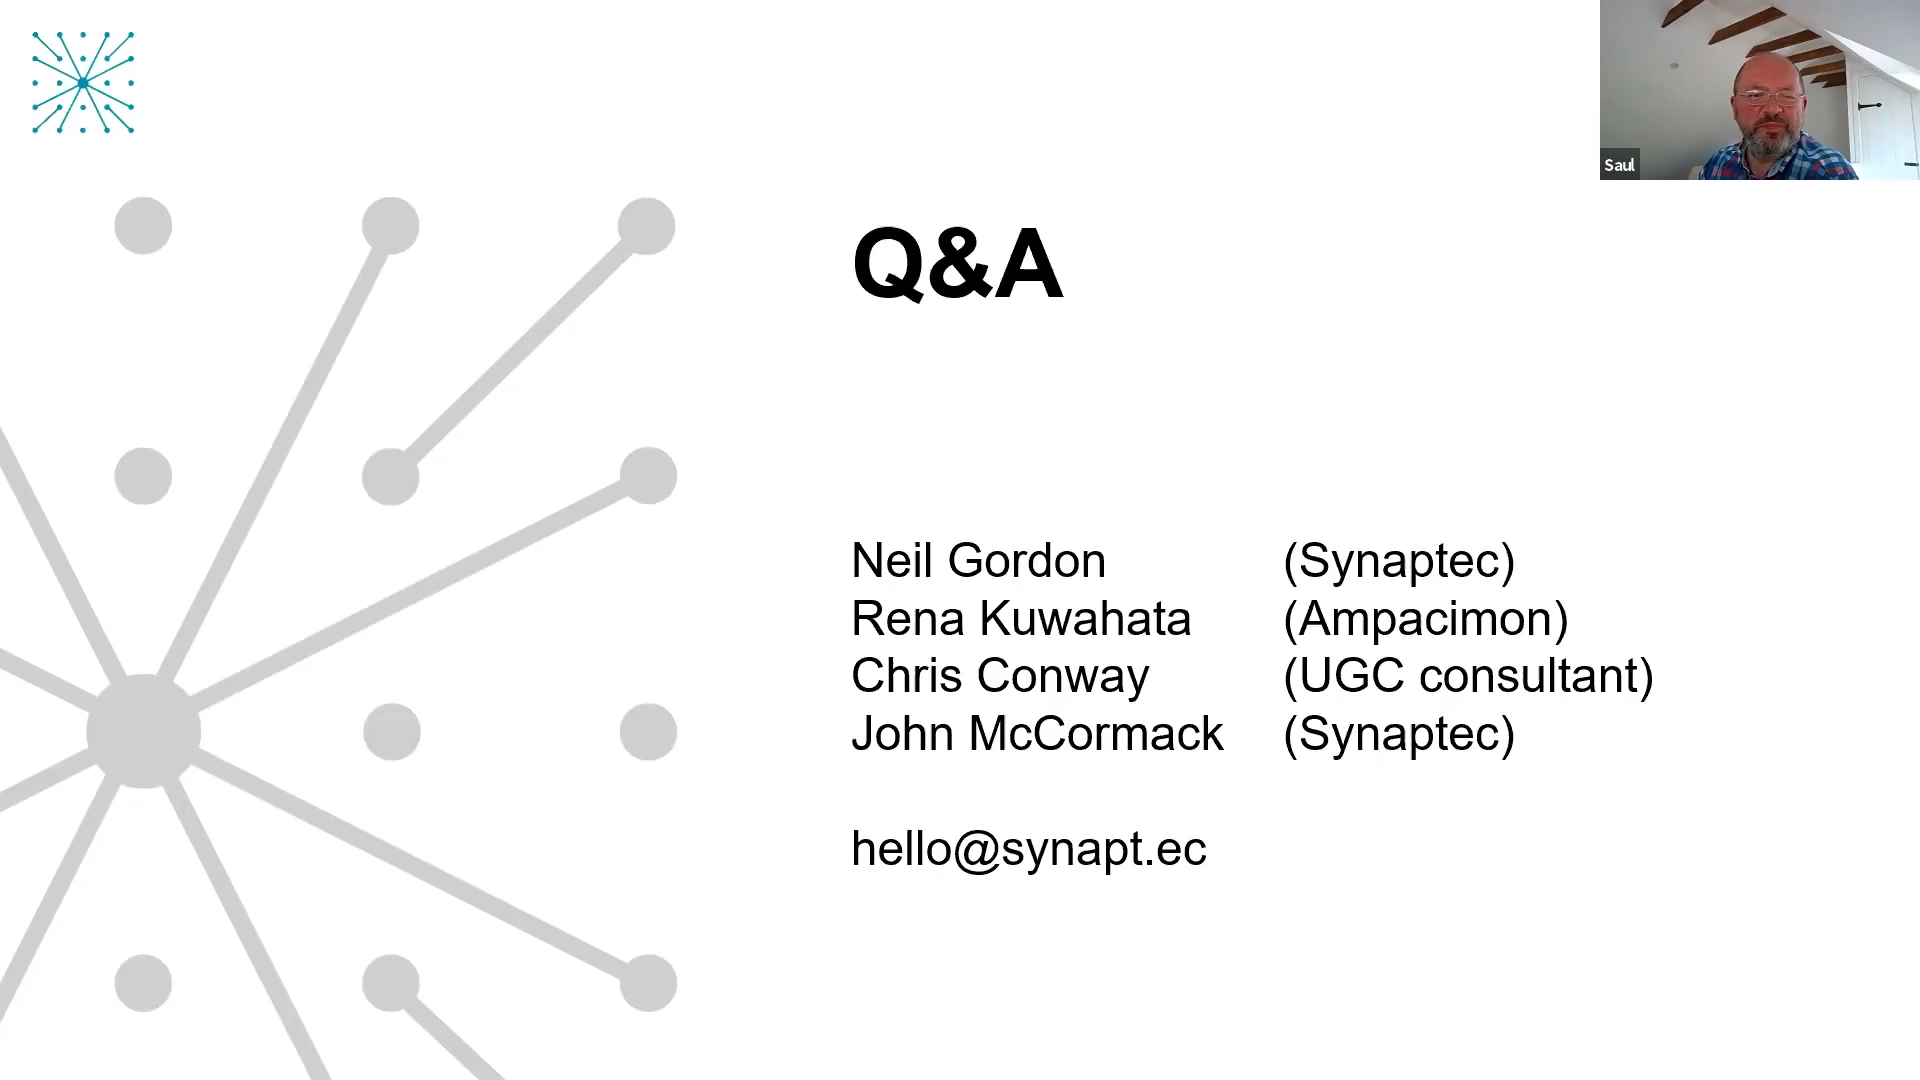 Saul
Q&A
Neil Gordon (Synaptec)
Rena Kuwahata (Ampacimon)
Chris Conway (UGC consultant)
John McCormack (Synaptec)
hello@synapt.ec